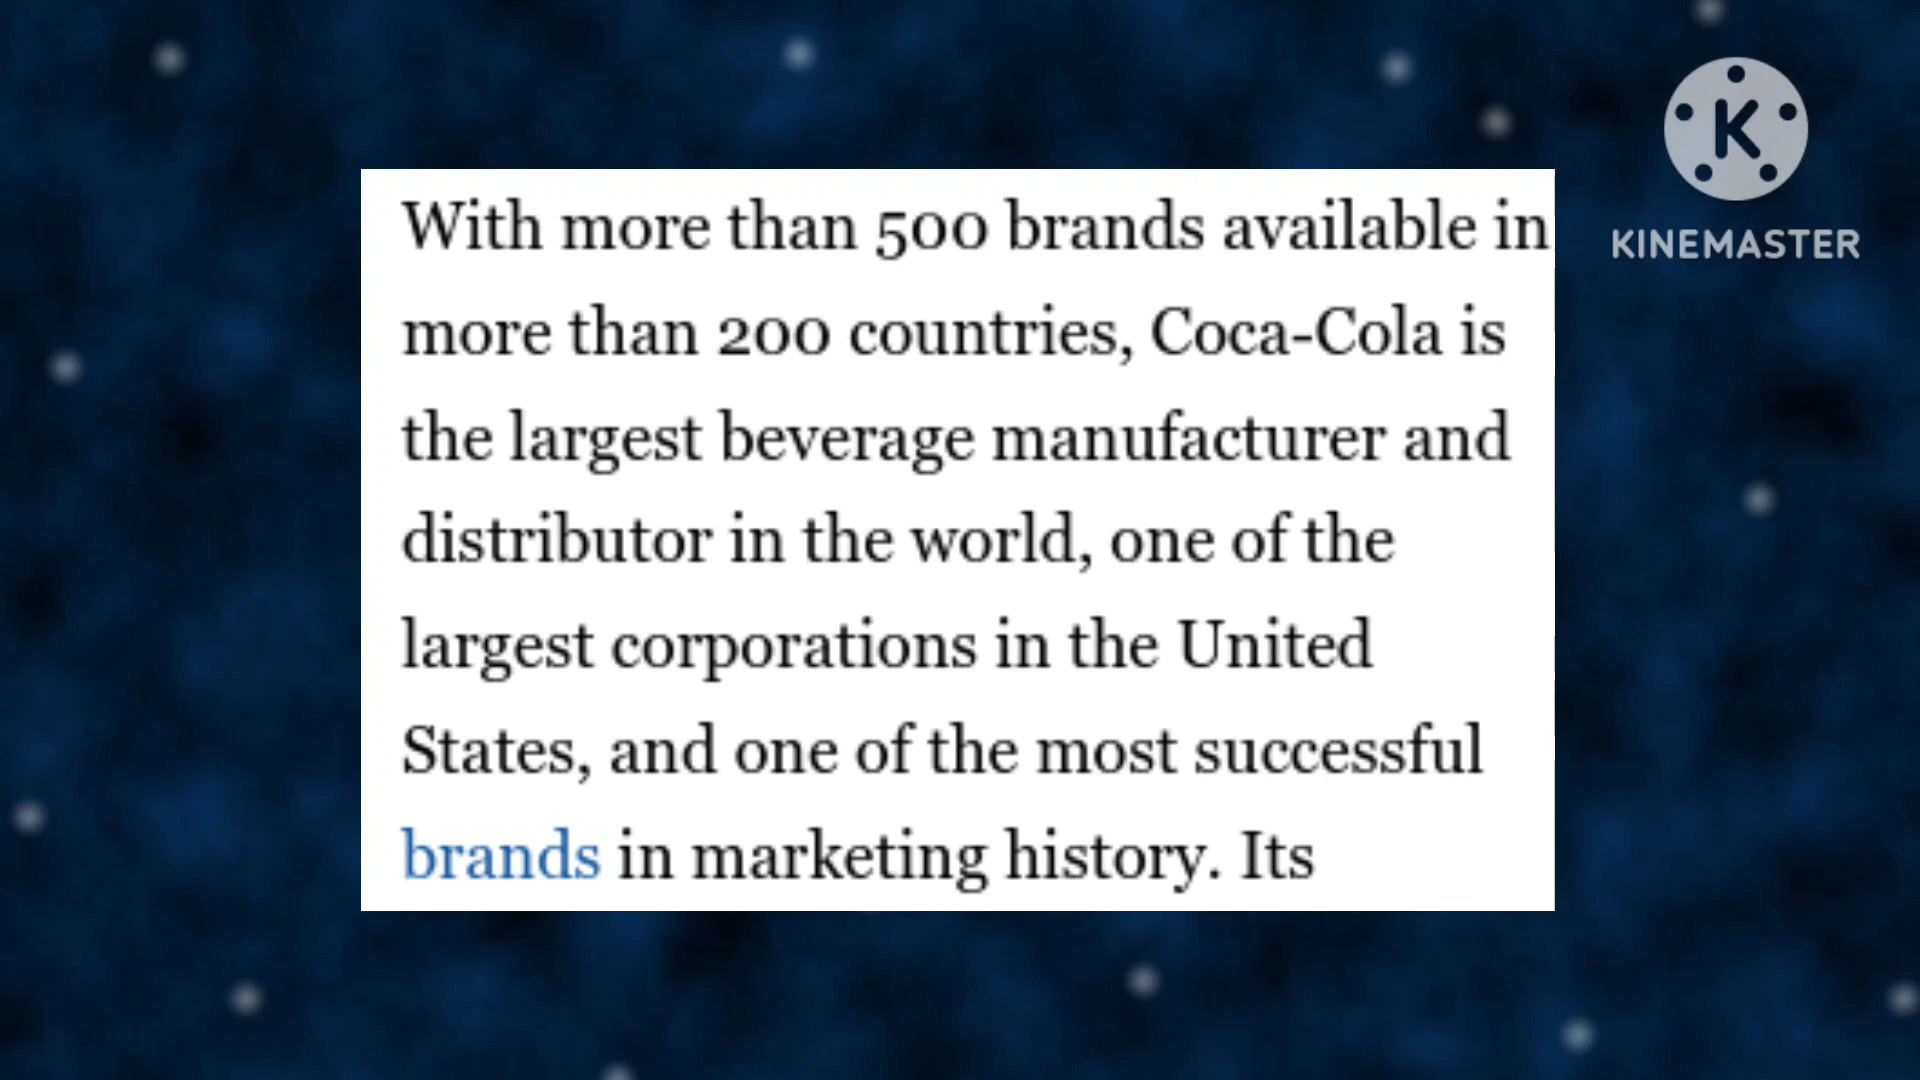 With more than 500 brands available in
more than 200 countries, Coca-Cola is
the largest beverage manufacturer and
distributor in the world, one of the
largest corporations in the United
States, and one of the most successful
brands in marketing history. Its
K
KINEMASTER